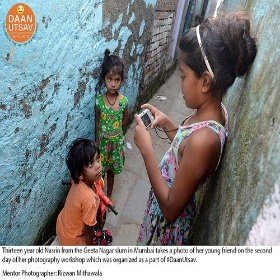 DAAN
UTSAV
Thirteen year old Nasrin from the Geeta Nagar slum in Mumbai takes a photo of her young friend on the second
day of her photography workshop which was organized as a part of #DaanUtsav.
Mentor Photographer: Rizwan Mithawala